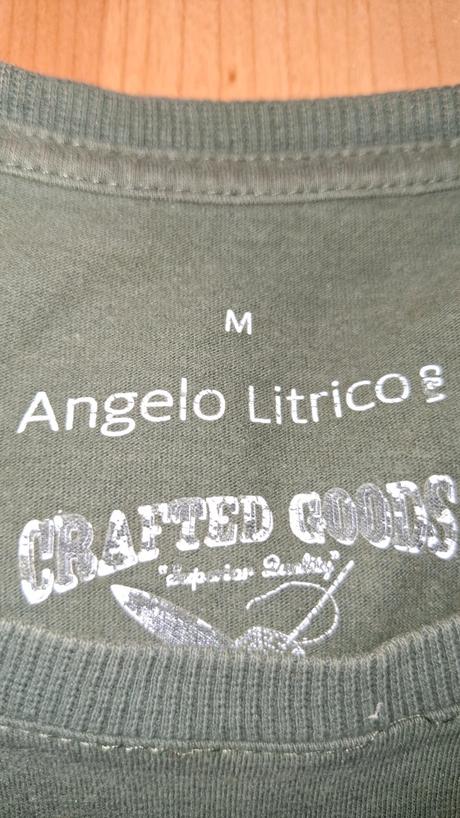 M
Angelo Litrico C&A
CRAFTED GOODS
"Superior Quality"